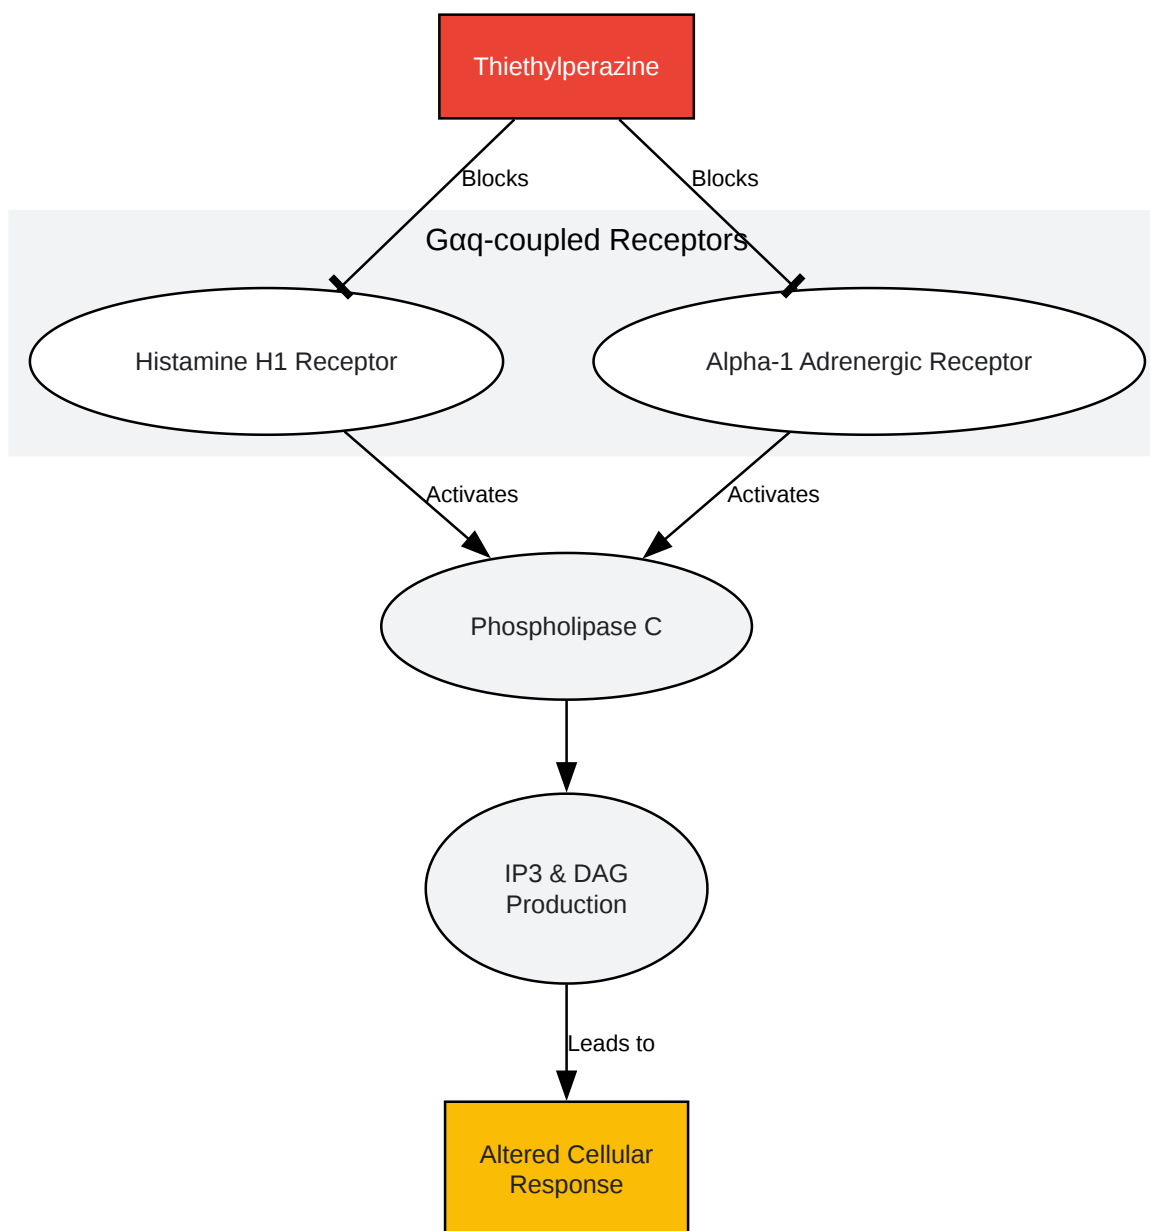 Thiethylperazine
Blocks
Blocks
Gαq-coupled Receptors
Histamine H1 Receptor
Alpha-1 Adrenergic Receptor
Activates
Activates
Phospholipase C
IP3 & DAG
Production
Leads to
Altered Cellular
Response